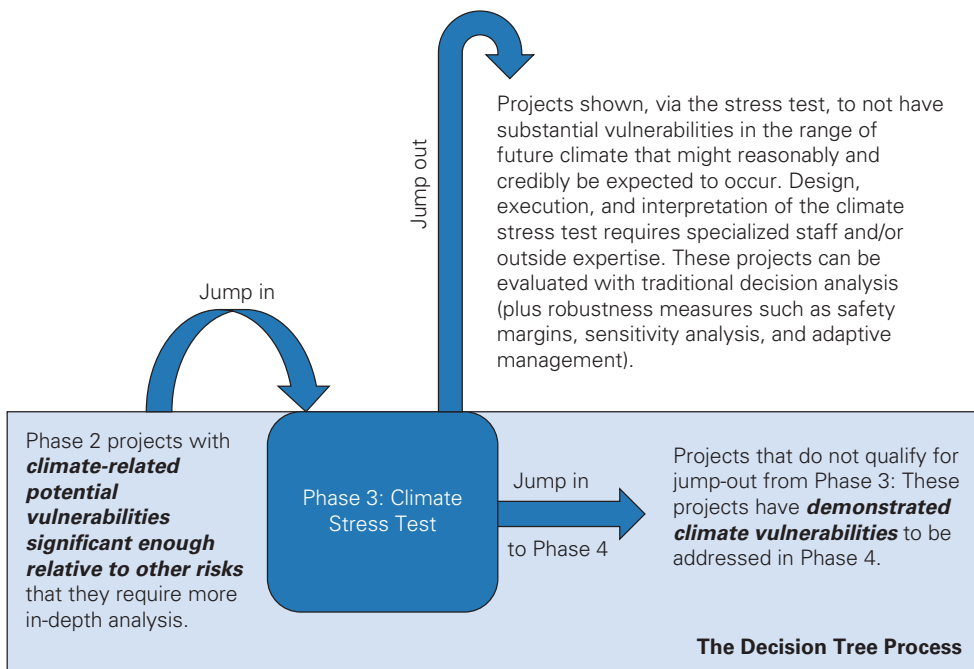 Jump out
Projects shown, via the stress test, to not have
substantial vulnerabilities in the range of
future climate that might reasonably and
credibly be expected to occur. Design,
execution, and interpretation of the climate
stress test requires specialized staff and/or
outside expertise. These projects can be
evaluated with traditional decision analysis
(plus robustness measures such as safety
margins, sensitivity analysis, and adaptive
management).
Jump in
Phase 2 projects with
climate-related
potential
vulnerabilities
significant enough
relative to other risks
that they require more
in-depth analysis.
Phase 3: Climate
Stress Test
Jump in
to Phase 4
Projects that do not qualify for
jump-out from Phase 3: These
projects have demonstrated
climate vulnerabilities to be
addressed in Phase 4.
The Decision Tree Process